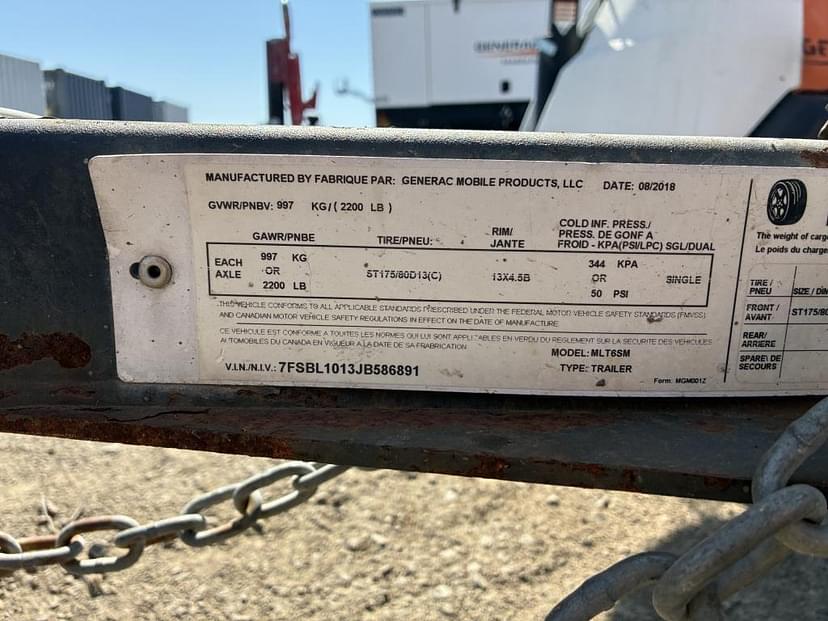 GENERAC
GENE
MANUFACTURED BY FABRIQUE PAR: GENERAC MOBILE PRODUCTS, LLC DATE: 08/2018
GVWR/PNBV: 997 KG/( 2200 LB )
GAWR/PNBE TIRE/PNEU: RIM/ JANTE COLD INF. PRESS./ PRESS. DE GONF A FROID - KPA(PSI/LPC) SGL/DUAL
EACH AXLE 997 KG OR 2200 LB ST175/80D13(C) 13X4.5B 344 KPA OR 50 PSI SINGLE
THIS VEHICLE CONFORMS TO ALL APPLICABLE STANDARDS PRESCRIBED UNDER THE FEDERAL MOTOR VEHICLE SAFETY STANDARDS (FMVSS)
AND CANADIAN MOTOR VEHICLE SAFETY REGULATIONS IN EFFECT ON THE DATE OF MANUFACTURE
CE VEHICULE EST CONFORME A TOUITES LES NORMES QUI LUI SONT APPLICABLES EN VERDU DU REGLEMENT SUR LA SECURITE DES VEHICULES
AUTOMOBILES DU CANADA EN VIGUEUR A LA DATE DE SA FRABRICATION
MODEL: MLT6SM
V.I.N./N.I.V.: 7FSBL1013JB586891 TYPE: TRAILER
Form: MGM001Z
The weight of carg
Le poids du charge
TIRE / PNEU SIZE / DIM
FRONT / AVANT ST175/80
REAR/ ARRIERE
SPARE/ DE SECOURS